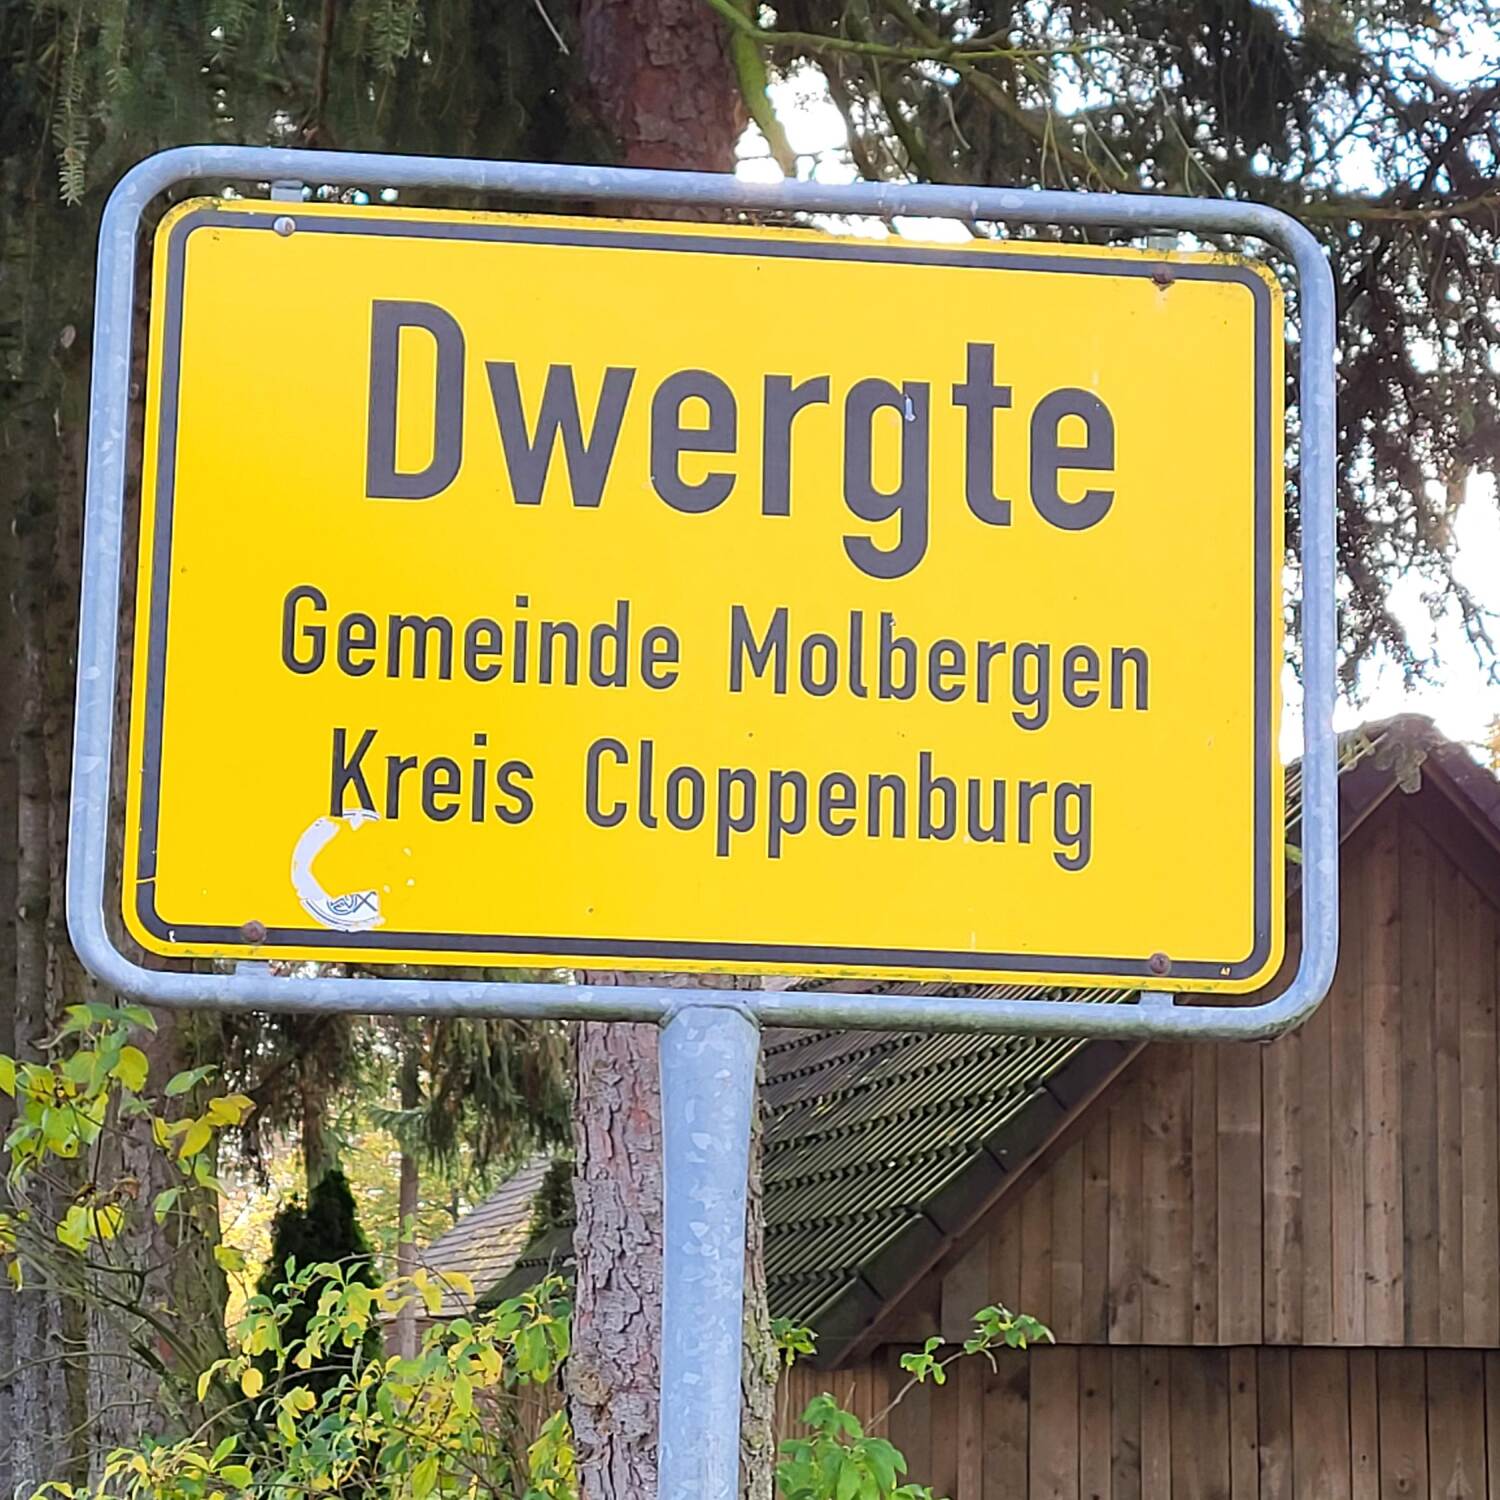 Dwergte
Gemeinde Molbergen
Kreis Cloppenburg